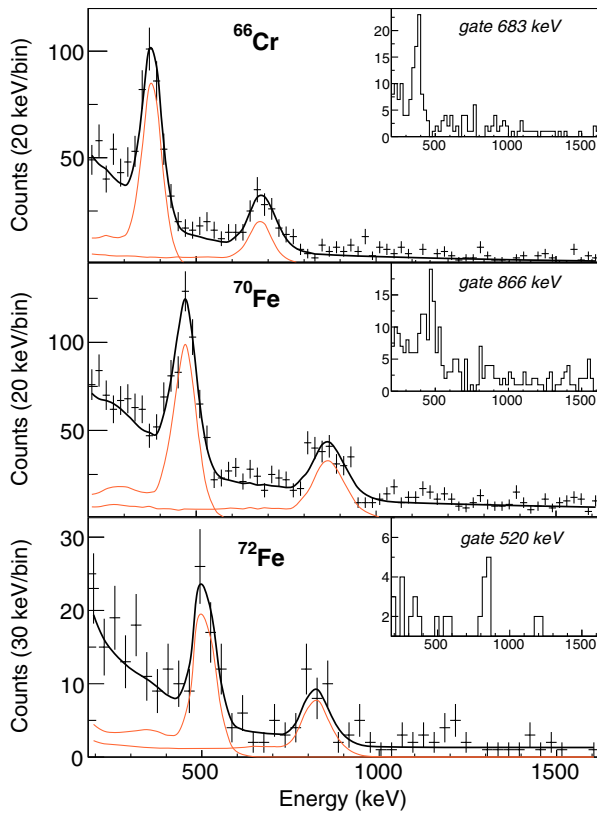 ⁶⁶Cr
gate 683 keV
Counts (20 keV/bin)
100
50
20
15
10
5
0
500 1000 1500
⁷⁰Fe
gate 866 keV
Counts (20 keV/bin)
100
50
15
10
5
0
500 1000 1500
⁷²Fe
gate 520 keV
Counts (30 keV/bin)
30
20
10
0
6
4
2
500 1000 1500
500 1000 1500
Energy (keV)